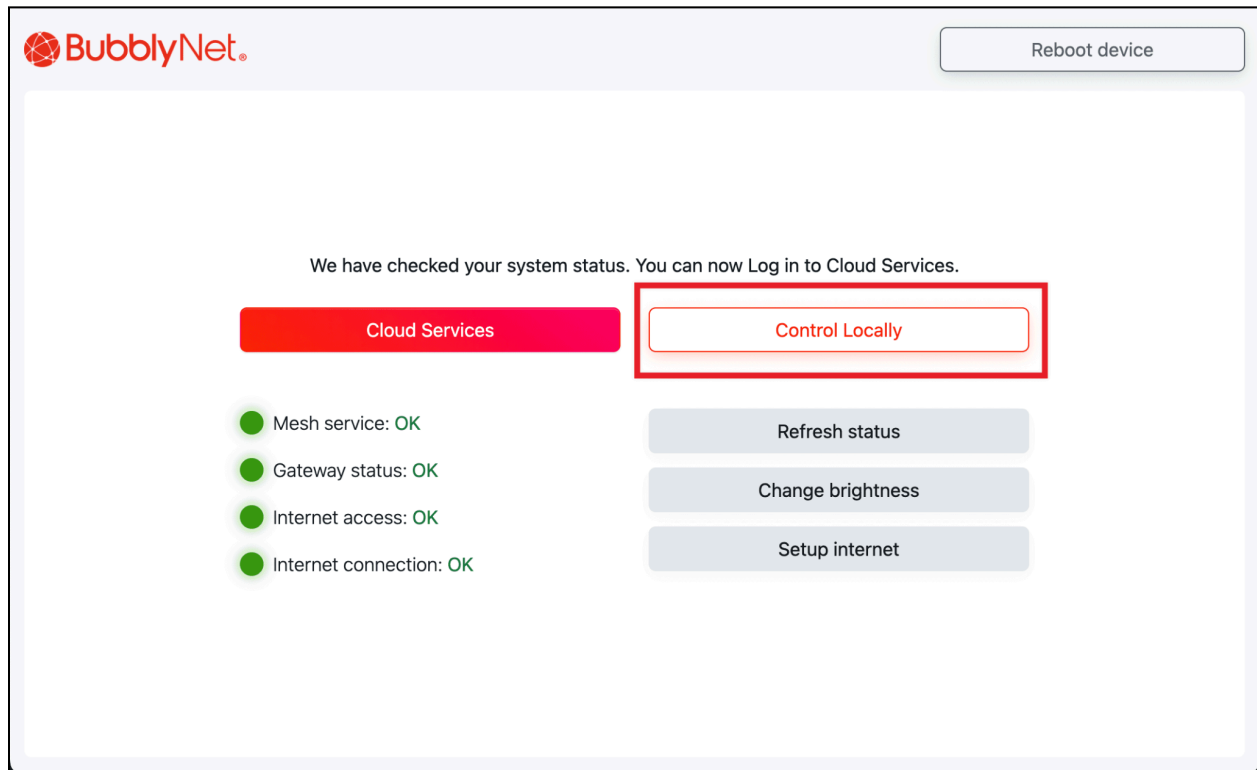 BubblyNet®
Reboot device
We have checked your system status. You can now Log in to Cloud Services.
Cloud Services
Control Locally
Mesh service: OK
Gateway status: OK
Internet access: OK
Internet connection: OK
Refresh status
Change brightness
Setup internet